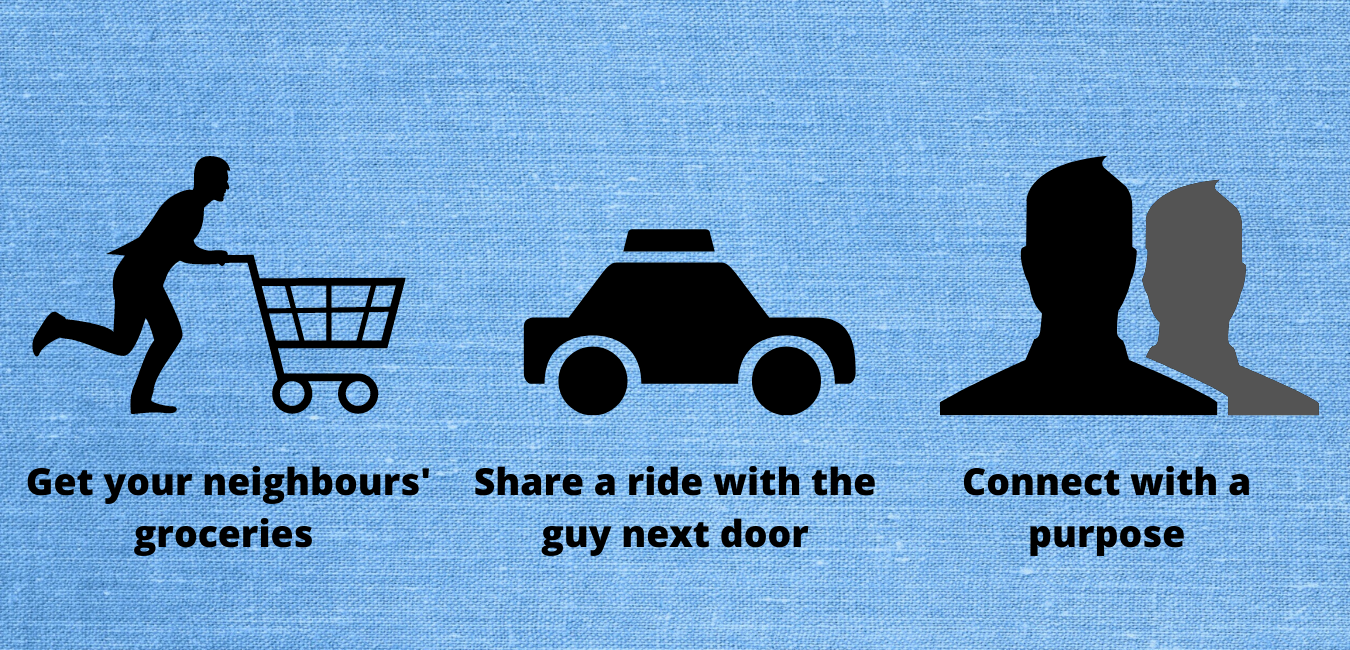 Get your neighbours'
groceries
Share a ride with the
guy next door
Connect with a
purpose